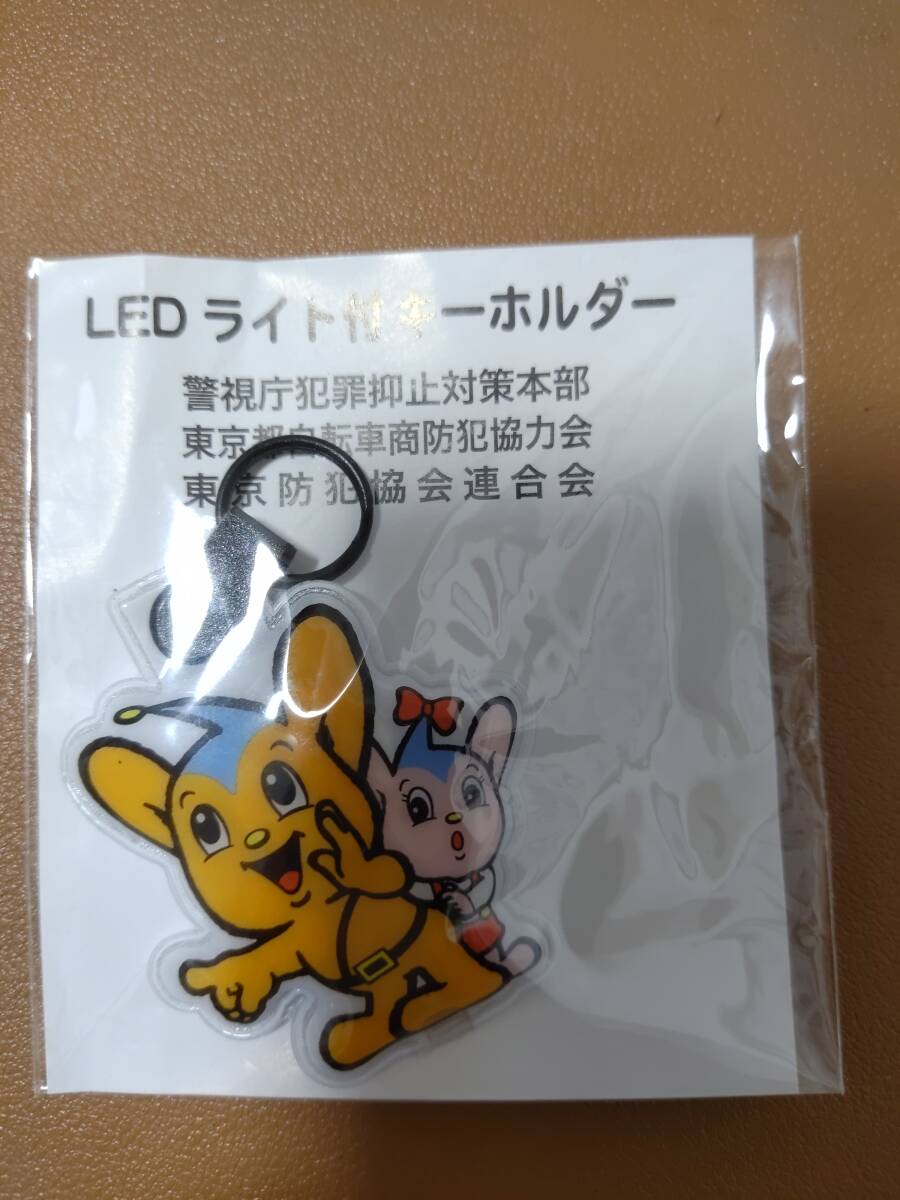 LED ライト付キーホルダー
警視庁犯罪抑止対策本部
東京都自転車商防犯協力会
東京防犯協会連合会